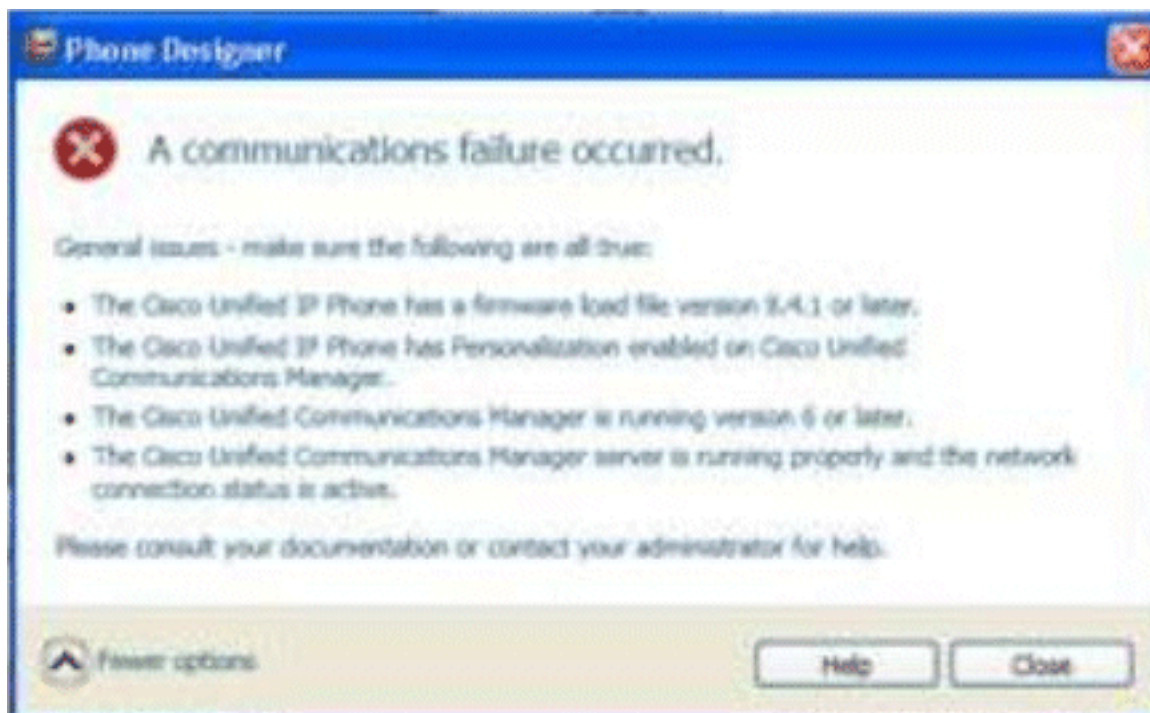 Phone Designer
A communications failure occurred.
General issues - make sure the following are all true:
• The Cisco Unified IP Phone has a firmware load file version 8.4.1 or later.
• The Cisco Unified IP Phone has Personalization enabled on Cisco Unified
Communications Manager.
• The Cisco Unified Communications Manager is running version 6 or later.
• The Cisco Unified Communications Manager server is running properly and the network
connection status is active.
Please consult your documentation or contact your administrator for help.
Fewer options
Help
Close